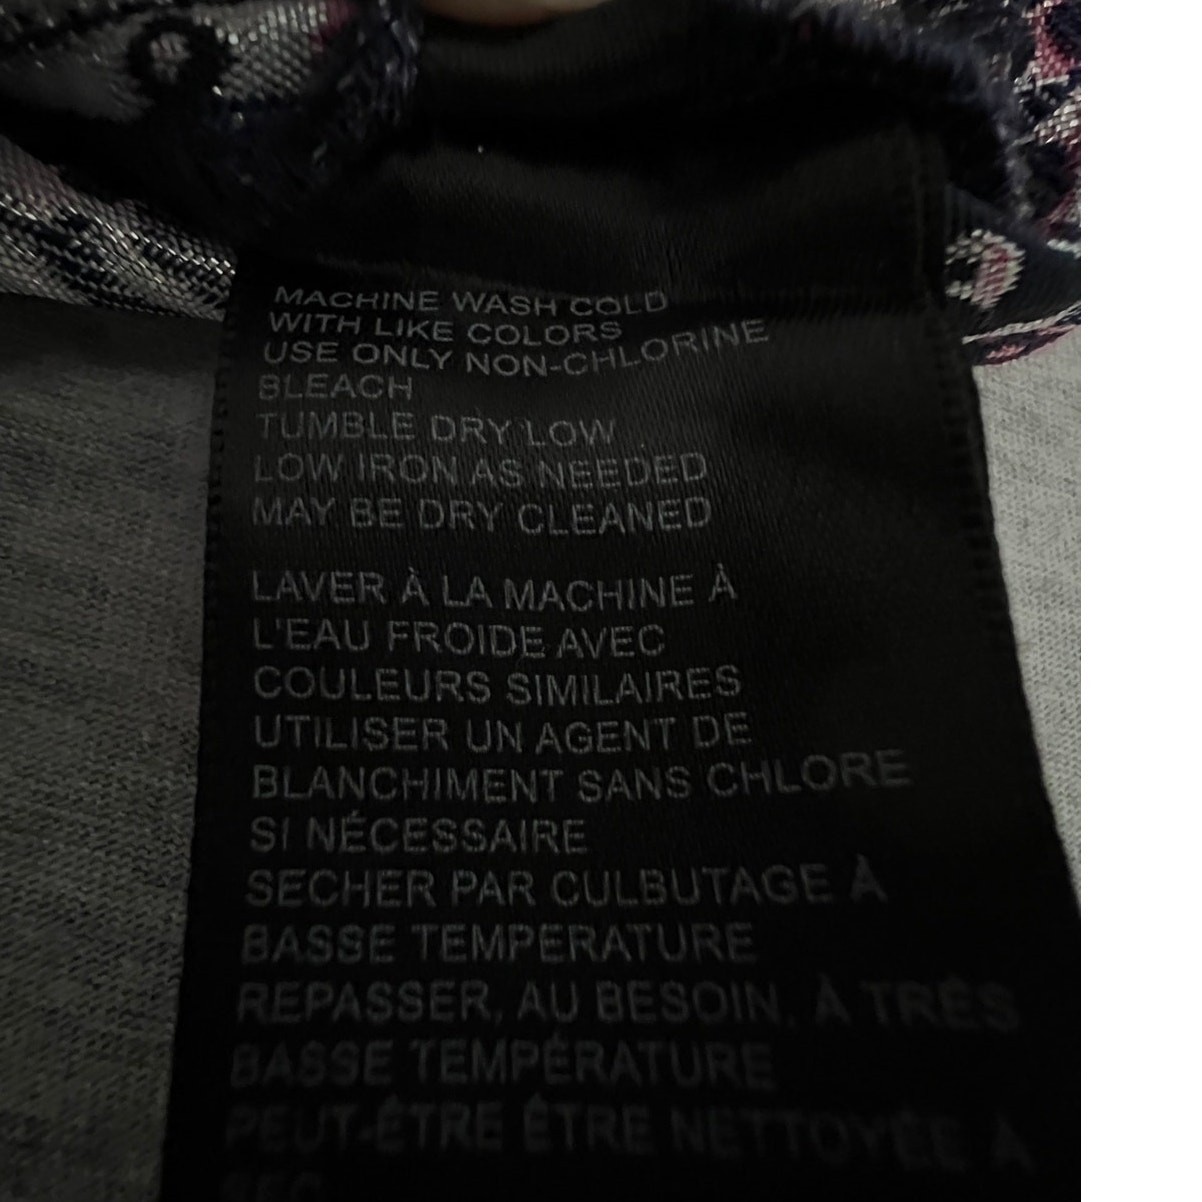 MACHINE WASH COLD
WITH LIKE COLORS
USE ONLY NON-CHLORINE
BLEACH
TUMBLE DRY LOW
LOW IRON AS NEEDED
MAY BE DRY CLEANED
LAVER À LA MACHINE À
L'EAU FROIDE AVEC
COULEURS SIMILAIRES
UTILISER UN AGENT DE
BLANCHIMENT SANS CHLORE
SI NÉCESSAIRE
SECHER PAR CULBUTAGE À
BASSE TEMPERATURE
REPASSER, AU BESOIN, À TRÈS
BASSE TEMPÉRATURE
PEUT-ÊTRE ÊTRE NETTOYÉE À
SEC